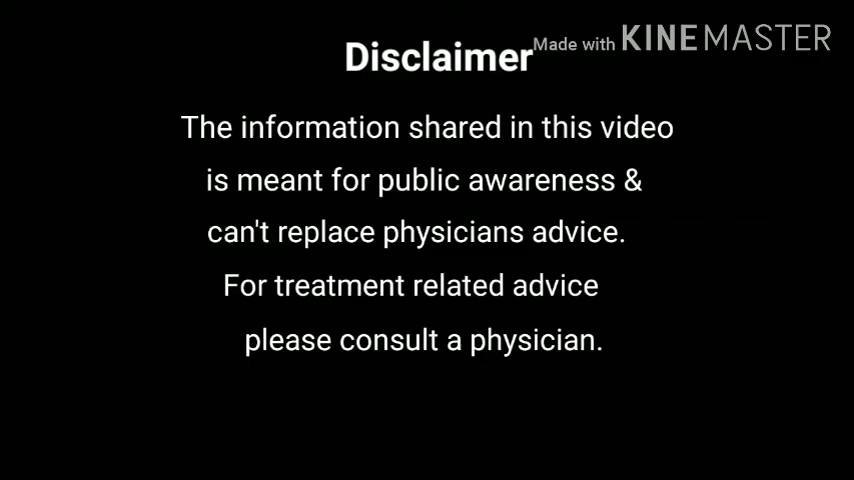 Disclaimer
Made with KINEMASTER
The information shared in this video
is meant for public awareness &
can't replace physicians advice.
For treatment related advice
please consult a physician.